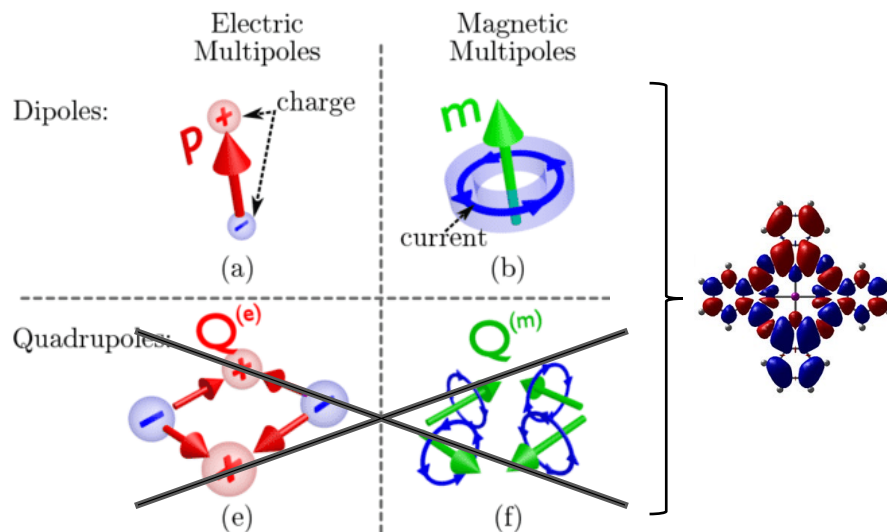 Electric
Multipoles
Magnetic
Multipoles
Dipoles:
+
charge
p
−
m
current
(a)
(b)
Quadrupoles:
Q(e)
Q(m)
+
−
−
+
(e)
(f)